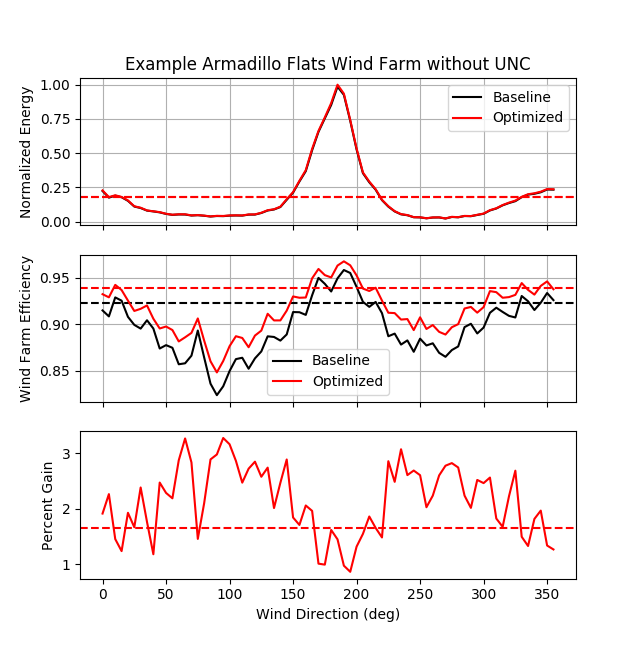 Example Armadillo Flats Wind Farm without UNC
Normalized Energy
1.00
0.75
0.50
0.25
0.00
Baseline
Optimized
Wind Farm Efficiency
0.95
0.90
0.85
Baseline
Optimized
Percent Gain
3
2
1
0 50 100 150 200 250 300 350
Wind Direction (deg)